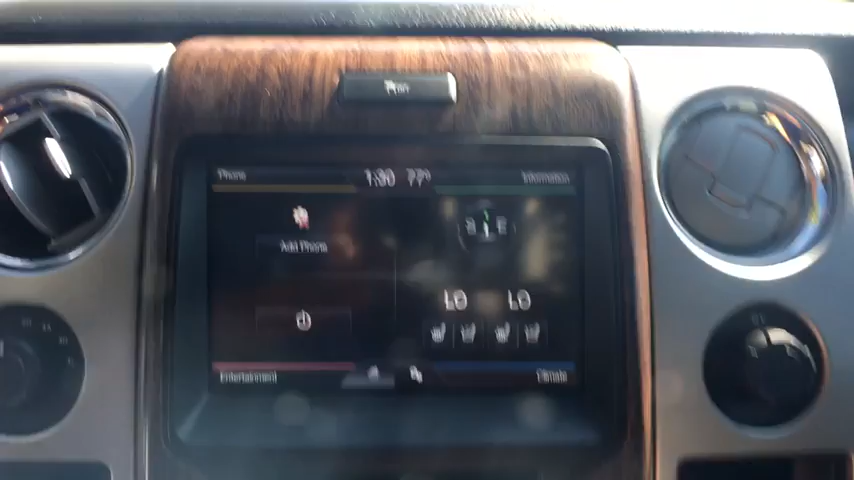 Phone 1:30 77° Information
Add Phone
LO LO
Entertainment Climate